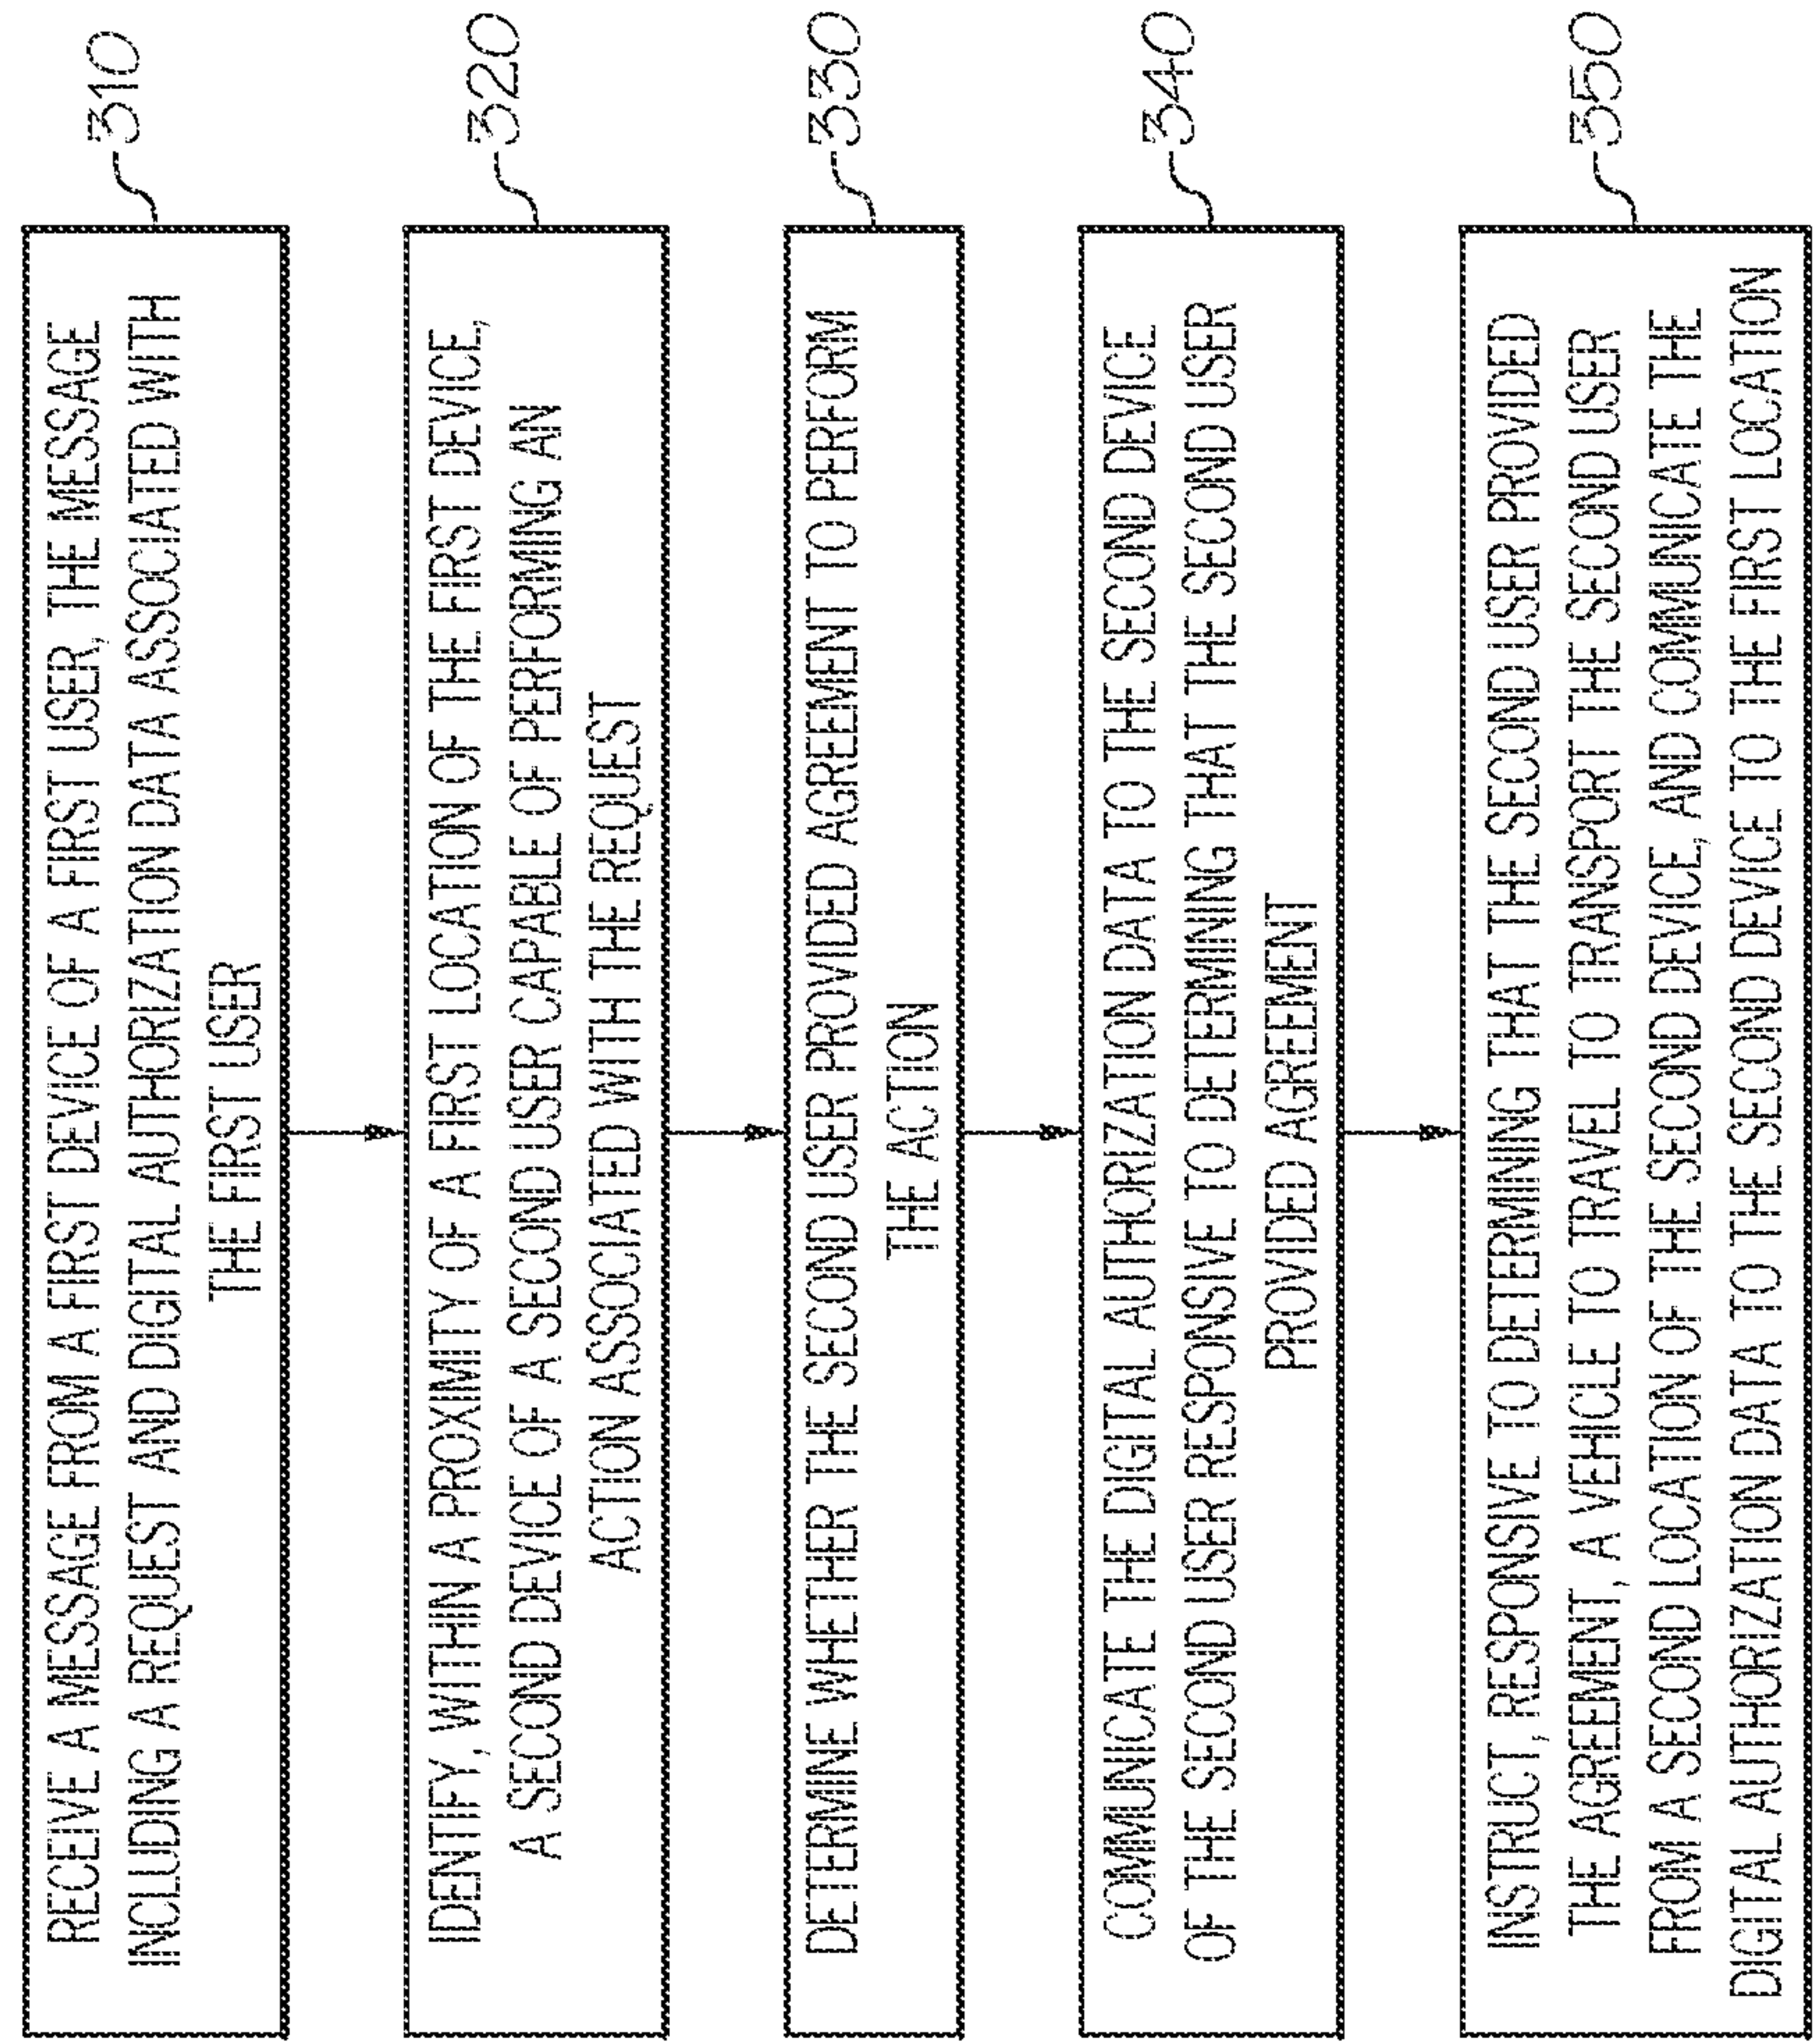 RECEIVE A MESSAGE FROM A FIRST DEVICE OF A FIRST USER, THE MESSAGE
INCLUDING A REQUEST AND DIGITAL AUTHORIZATION DATA ASSOCIATED WITH
THE FIRST USER
310
IDENTIFY, WITHIN A PROXIMITY OF A FIRST LOCATION OF THE FIRST DEVICE,
A SECOND DEVICE OF A SECOND USER CAPABLE OF PERFORMING AN
ACTION ASSOCIATED WITH THE REQUEST
320
DETERMINE WHETHER THE SECOND USER PROVIDED AGREEMENT TO PERFORM
THE ACTION
330
COMMUNICATE THE DIGITAL AUTHORIZATION DATA TO THE SECOND DEVICE
OF THE SECOND USER RESPONSIVE TO DETERMINING THAT THE SECOND USER
PROVIDED AGREEMENT
340
INSTRUCT, RESPONSIVE TO DETERMINING THAT THE SECOND USER PROVIDED
THE AGREEMENT, A VEHICLE TO TRAVEL TO TRANSPORT THE SECOND USER
FROM A SECOND LOCATION OF THE SECOND DEVICE, AND COMMUNICATE THE
DIGITAL AUTHORIZATION DATA TO THE SECOND DEVICE TO THE FIRST LOCATION
350